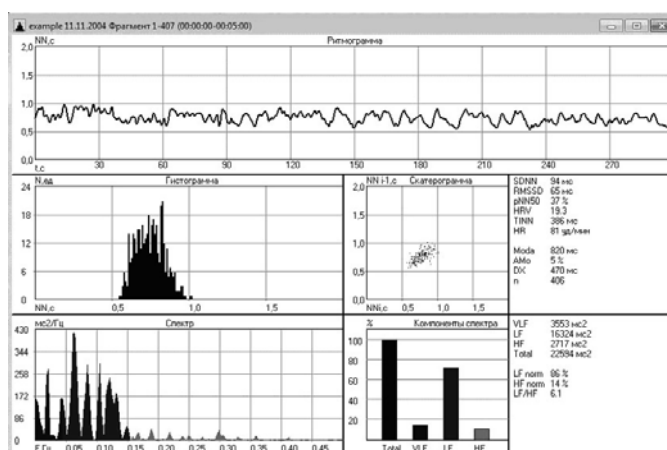 example 11.11.2004 Фрагмент 1-407 (00:00:00-00:05:00)
NN,c Ритмограмма
2,0
1,5
1,0
0,5
0,0
t,c 30 60 90 120 150 180 210 240 270
N,ед Гистограмма
24
18
12
6
0
NN,c 0,5 1,0 1,5
NN i-1,c Скатерограмма
2,0
1,5
1,0
0,5
0,0
NNi,c 0,5 1,0 1,5
SDNN 94 мс
RMSSD 65 мс
pNN50 37 %
HRV 19.3
TINN 386 мс
HR 81 уд/мин
Moda 820 мс
AMo 5 %
DX 470 мс
n 406
мс2/Гц Спектр
430
344
258
172
86
0
F,Гц 0,05 0,10 0,15 0,20 0,25 0,30 0,35 0,40 0,45
% Компоненты спектра
100
80
60
40
20
Total VLF LF HF
VLF 3553 мс2
LF 16324 мс2
HF 2717 мс2
Total 22594 мс2
LF norm 86 %
HF norm 14 %
LF/HF 6.1